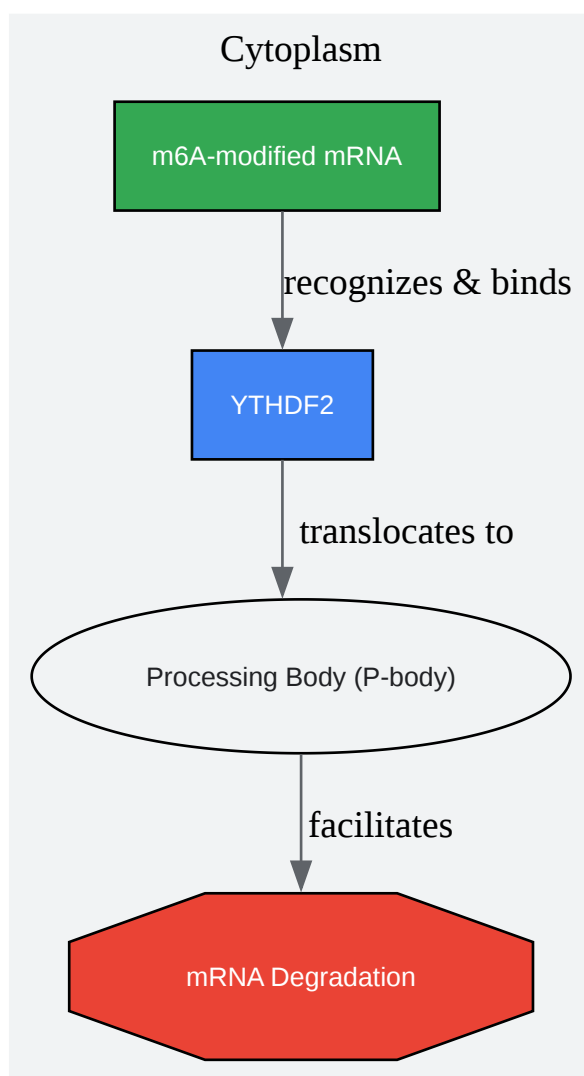 Cytoplasm
m6A-modified mRNA
recognizes & binds
YTHDF2
translocates to
Processing Body (P-body)
facilitates
mRNA Degradation